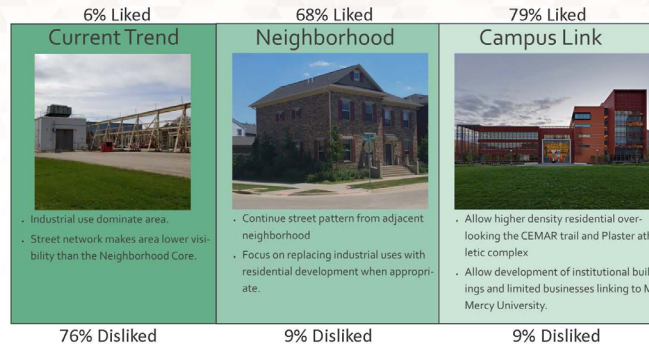 6% Liked
68% Liked
79% Liked
Current Trend
Neighborhood
Campus Link
. Industrial use dominate area.
. Street network makes area lower visi-
bility than the Neighborhood Core.
. Continue street pattern from adjacent
neighborhood
. Focus on replacing industrial uses with
residential development when appropri-
ate.
. Allow higher density residential over-
looking the CEMAR trail and Plaster ath
letic complex
. Allow development of institutional buil
ings and limited businesses linking to M
Mercy University.
76% Disliked
9% Disliked
9% Disliked